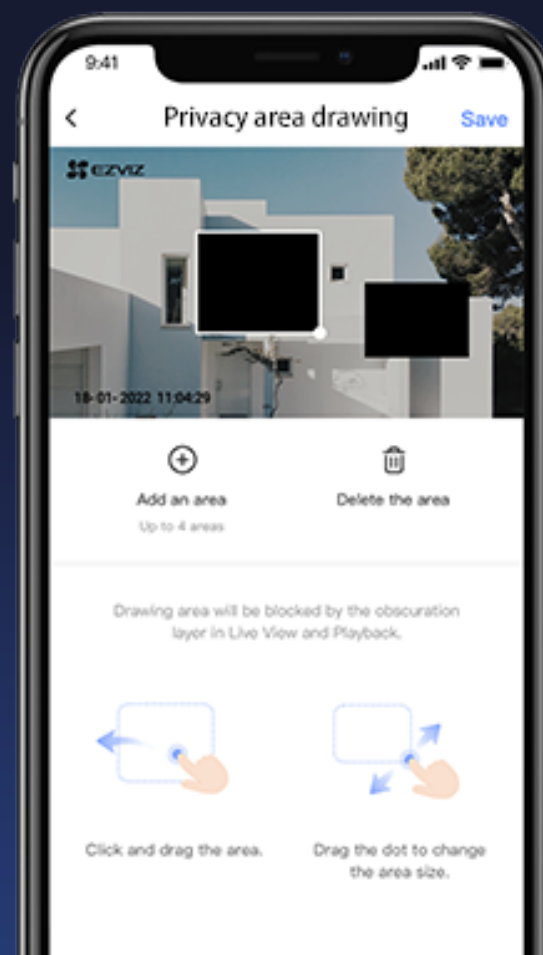 9:41
Privacy area drawing
Save
EZVIZ
18-01-2022 11:04:29
Add an area
Up to 4 areas
Delete the area
Drawing area will be blocked by the obscuration
layer in Live View and Playback.
Click and drag the area.
Drag the dot to change
the area size.